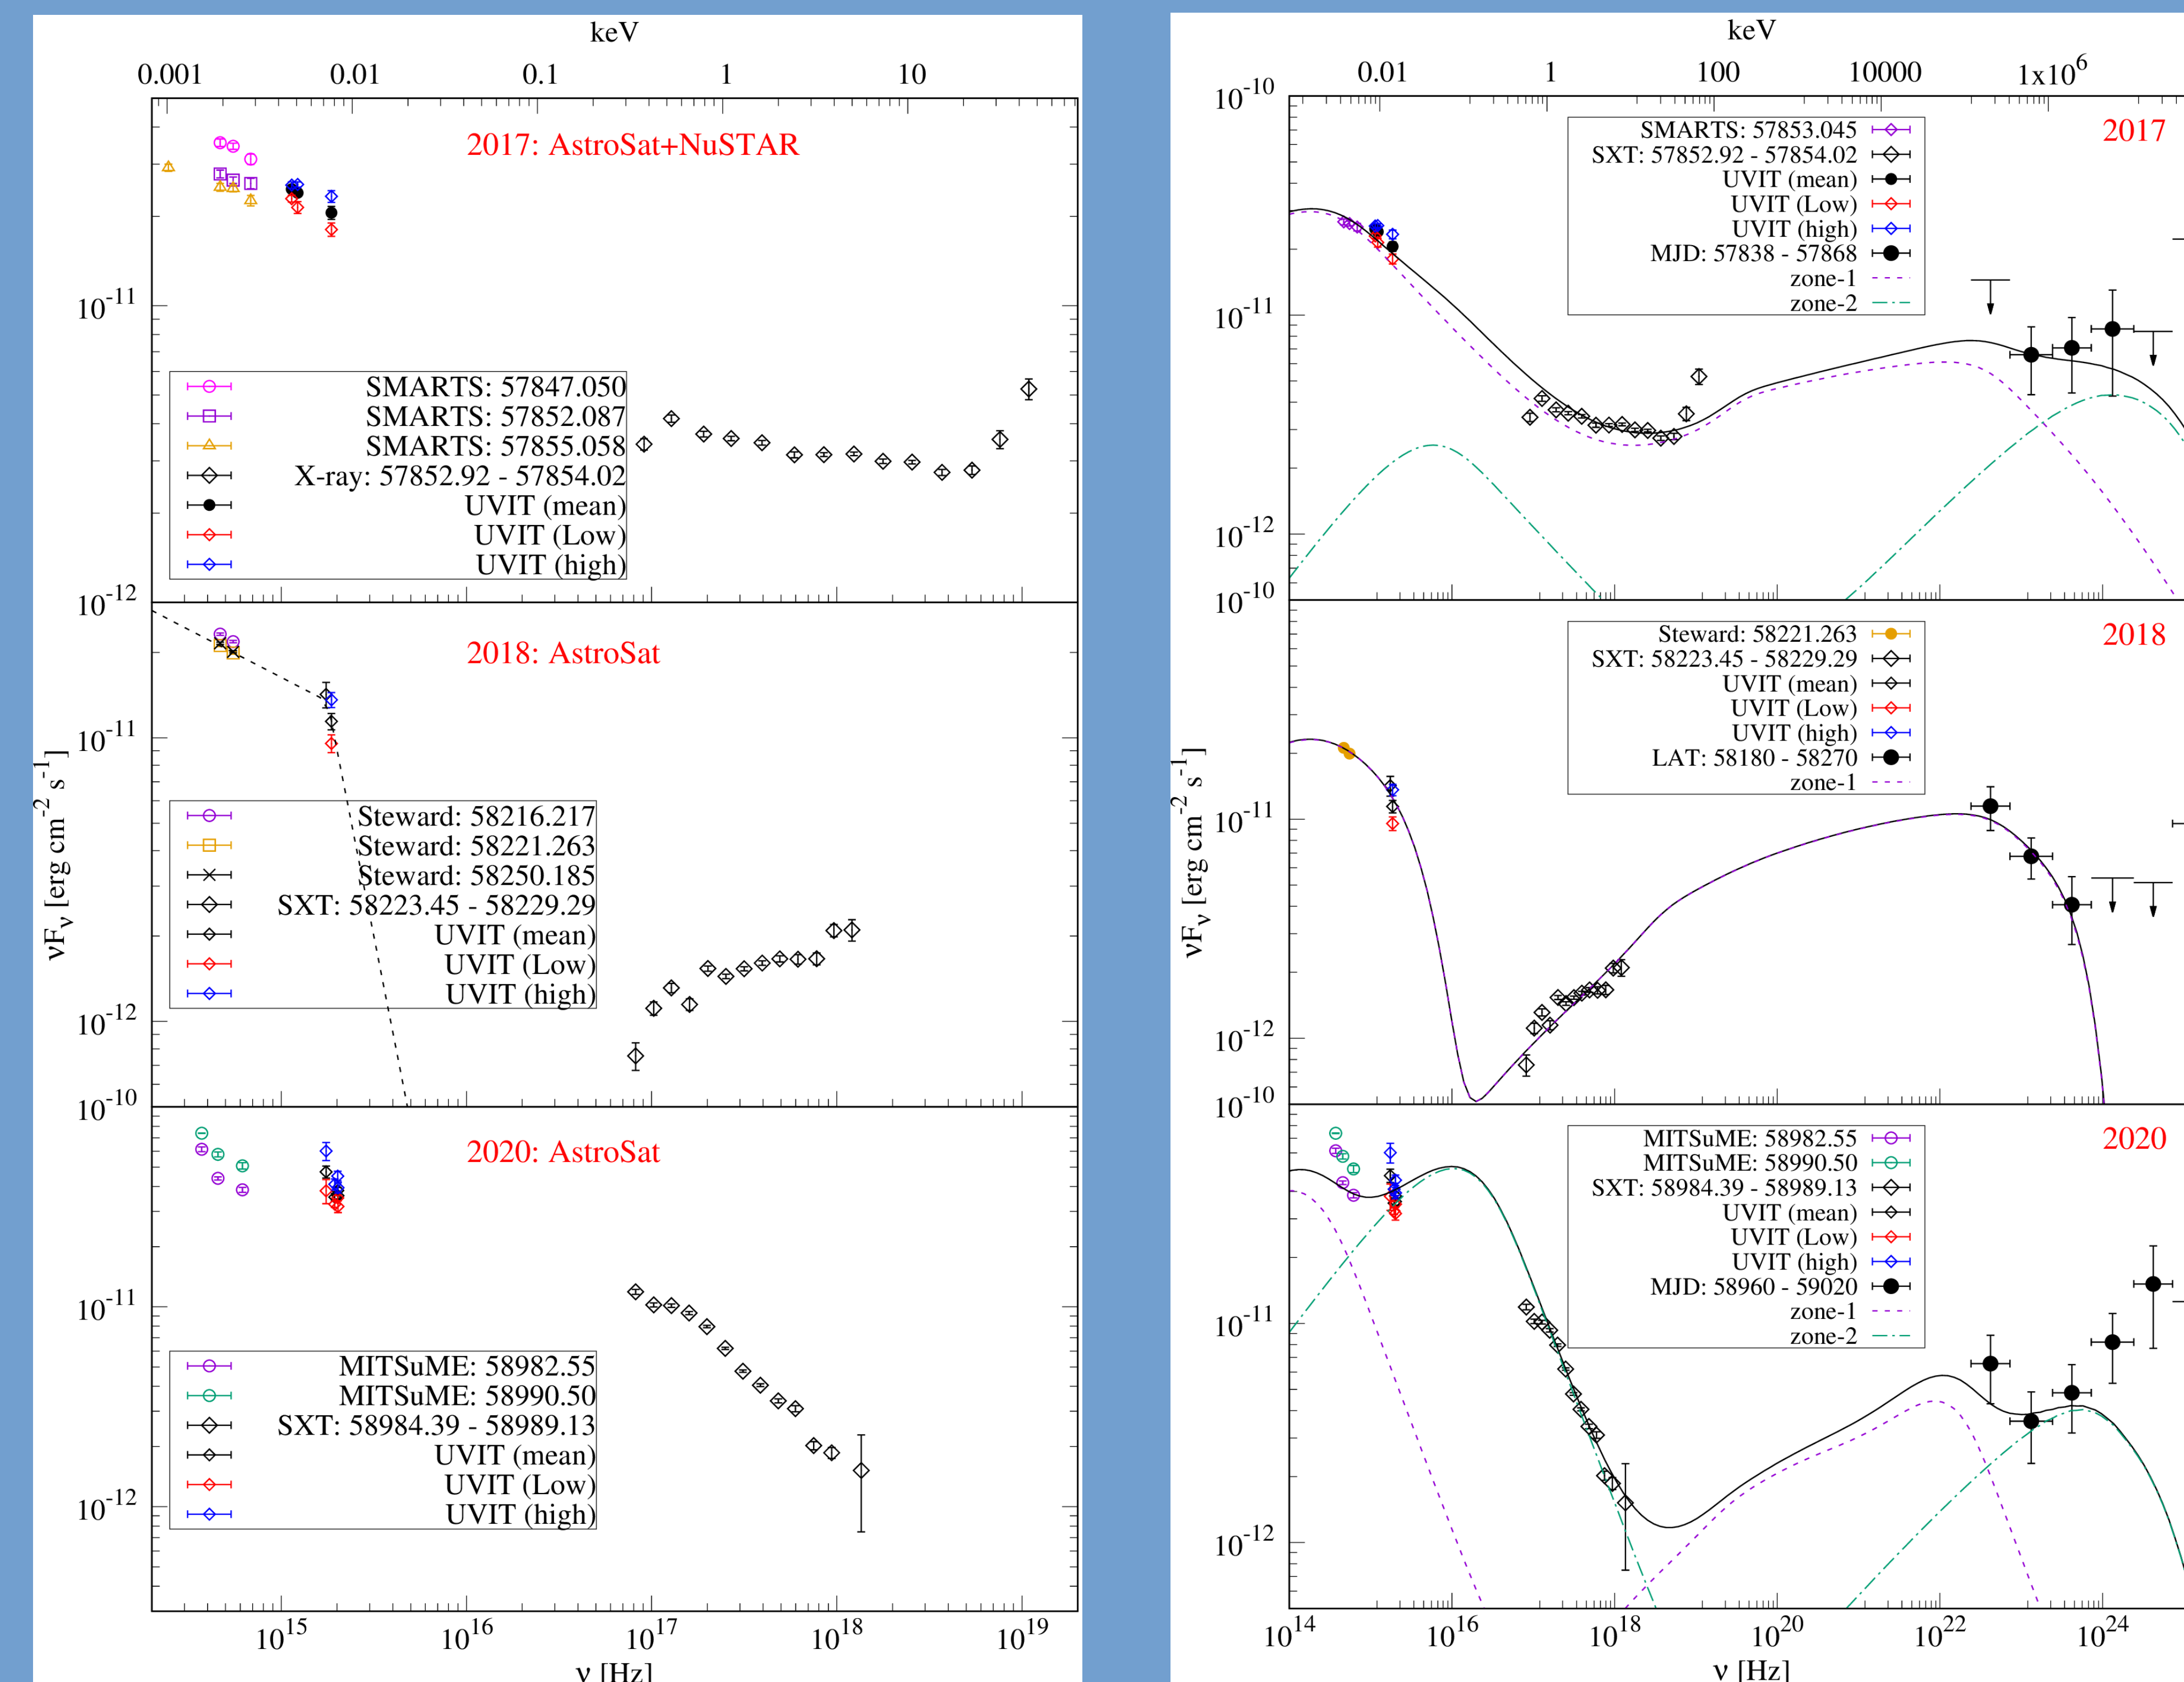 keV
0.001 0.01 0.1 1 10
2017: AstroSat+NuSTAR
10-11
SMARTS: 57847.050
SMARTS: 57852.087
SMARTS: 57855.058
X-ray: 57852.92 - 57854.02
UVIT (mean)
UVIT (Low)
UVIT (high)
10-12
2018: AstroSat
10-11
Steward: 58216.217
Steward: 58221.263
Steward: 58250.185
SXT: 58223.45 - 58229.29
UVIT (mean)
UVIT (Low)
UVIT (high)
10-12
10-10
2020: AstroSat
10-11
MITSuME: 58982.55
MITSuME: 58990.50
SXT: 58984.39 - 58989.13
UVIT (mean)
UVIT (Low)
UVIT (high)
10-12
νFν [erg cm-2 s-1]
1015 1016 1017 1018 1019
ν [Hz]
keV
0.01 1 100 10000 1x106
10-10
2017
SMARTS: 57853.045
SXT: 57852.92 - 57854.02
UVIT (mean)
UVIT (Low)
UVIT (high)
MJD: 57838 - 57868
zone-1
zone-2
10-11
10-12
10-10
2018
Steward: 58221.263
SXT: 58223.45 - 58229.29
UVIT (mean)
UVIT (Low)
UVIT (high)
LAT: 58180 - 58270
zone-1
10-11
10-12
10-10
2020
MITSuME: 58982.55
MITSuME: 58990.50
SXT: 58984.39 - 58989.13
UVIT (mean)
UVIT (Low)
UVIT (high)
MJD: 58960 - 59020
zone-1
zone-2
10-11
10-12
νFν [erg cm-2 s-1]
1014 1016 1018 1020 1022 1024
ν [Hz]